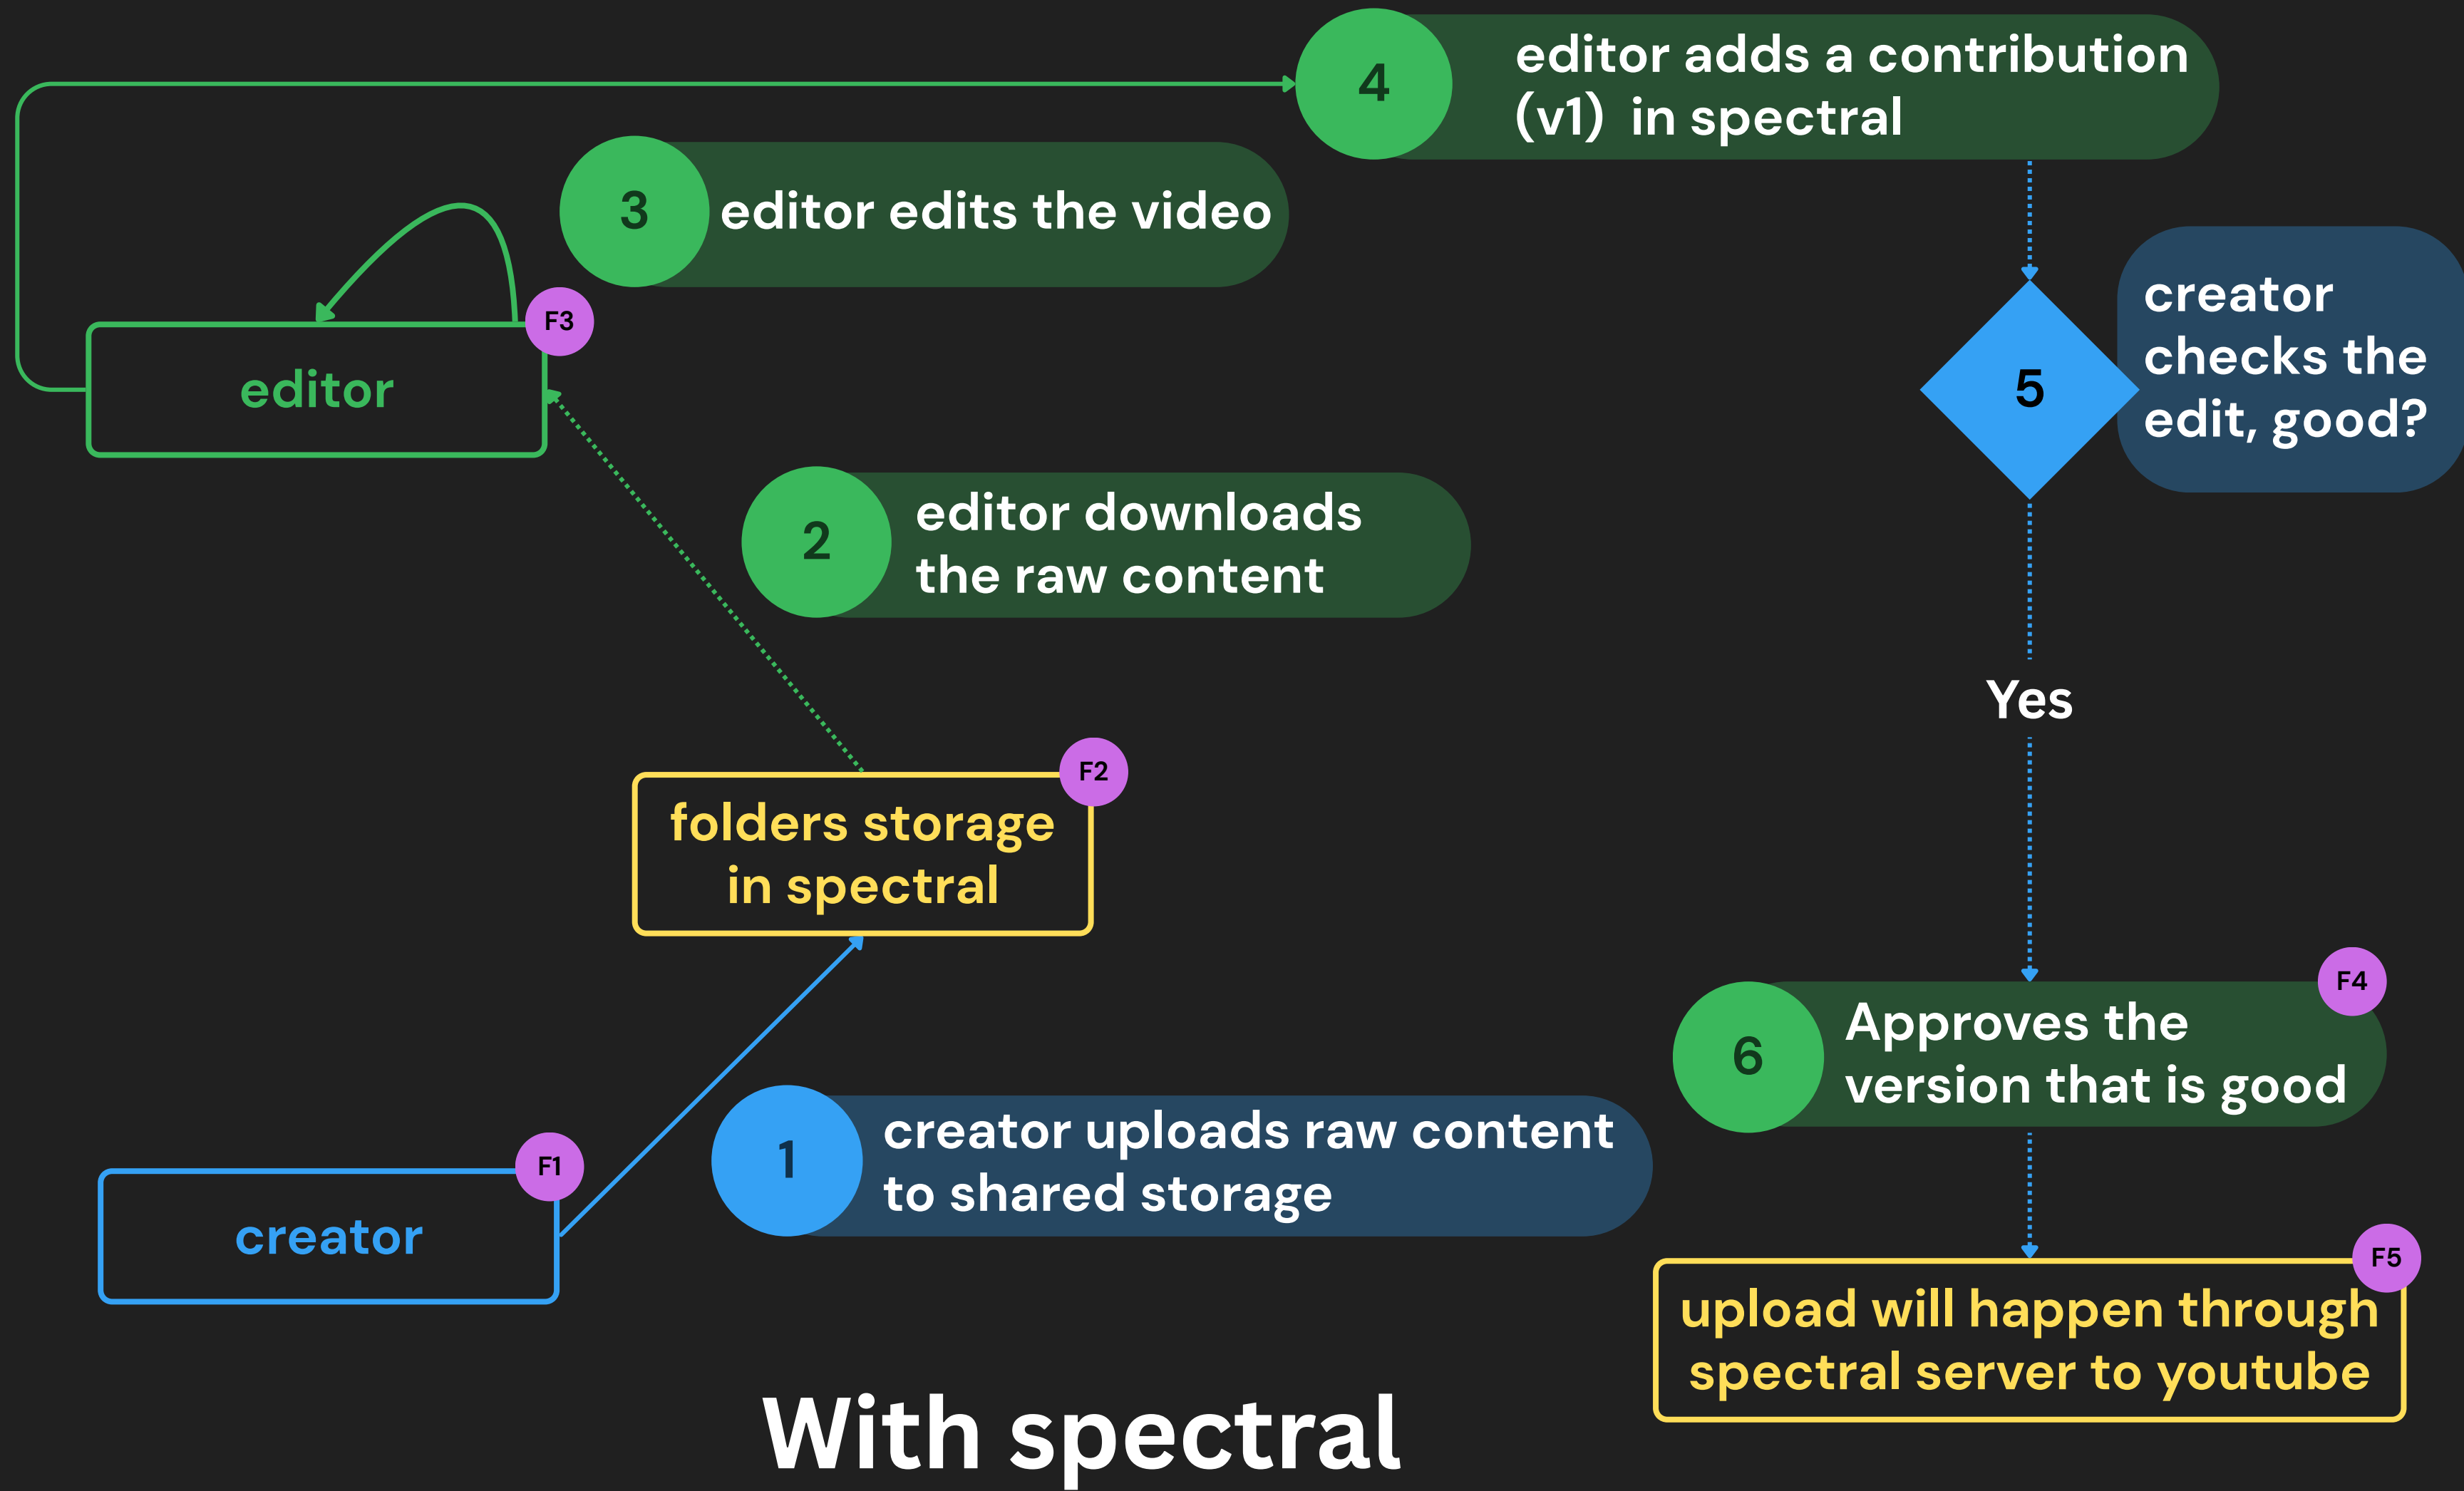 4
editor adds a contribution
(v1) in spectral
3
editor edits the video
F3
editor
5
creator
checks the
edit, good?
2
editor downloads
the raw content
Yes
F2
folders storage
in spectral
F4
6
Approves the
version that is good
1
creator uploads raw content
to shared storage
F1
creator
F5
upload will happen through
spectral server to youtube
With spectral